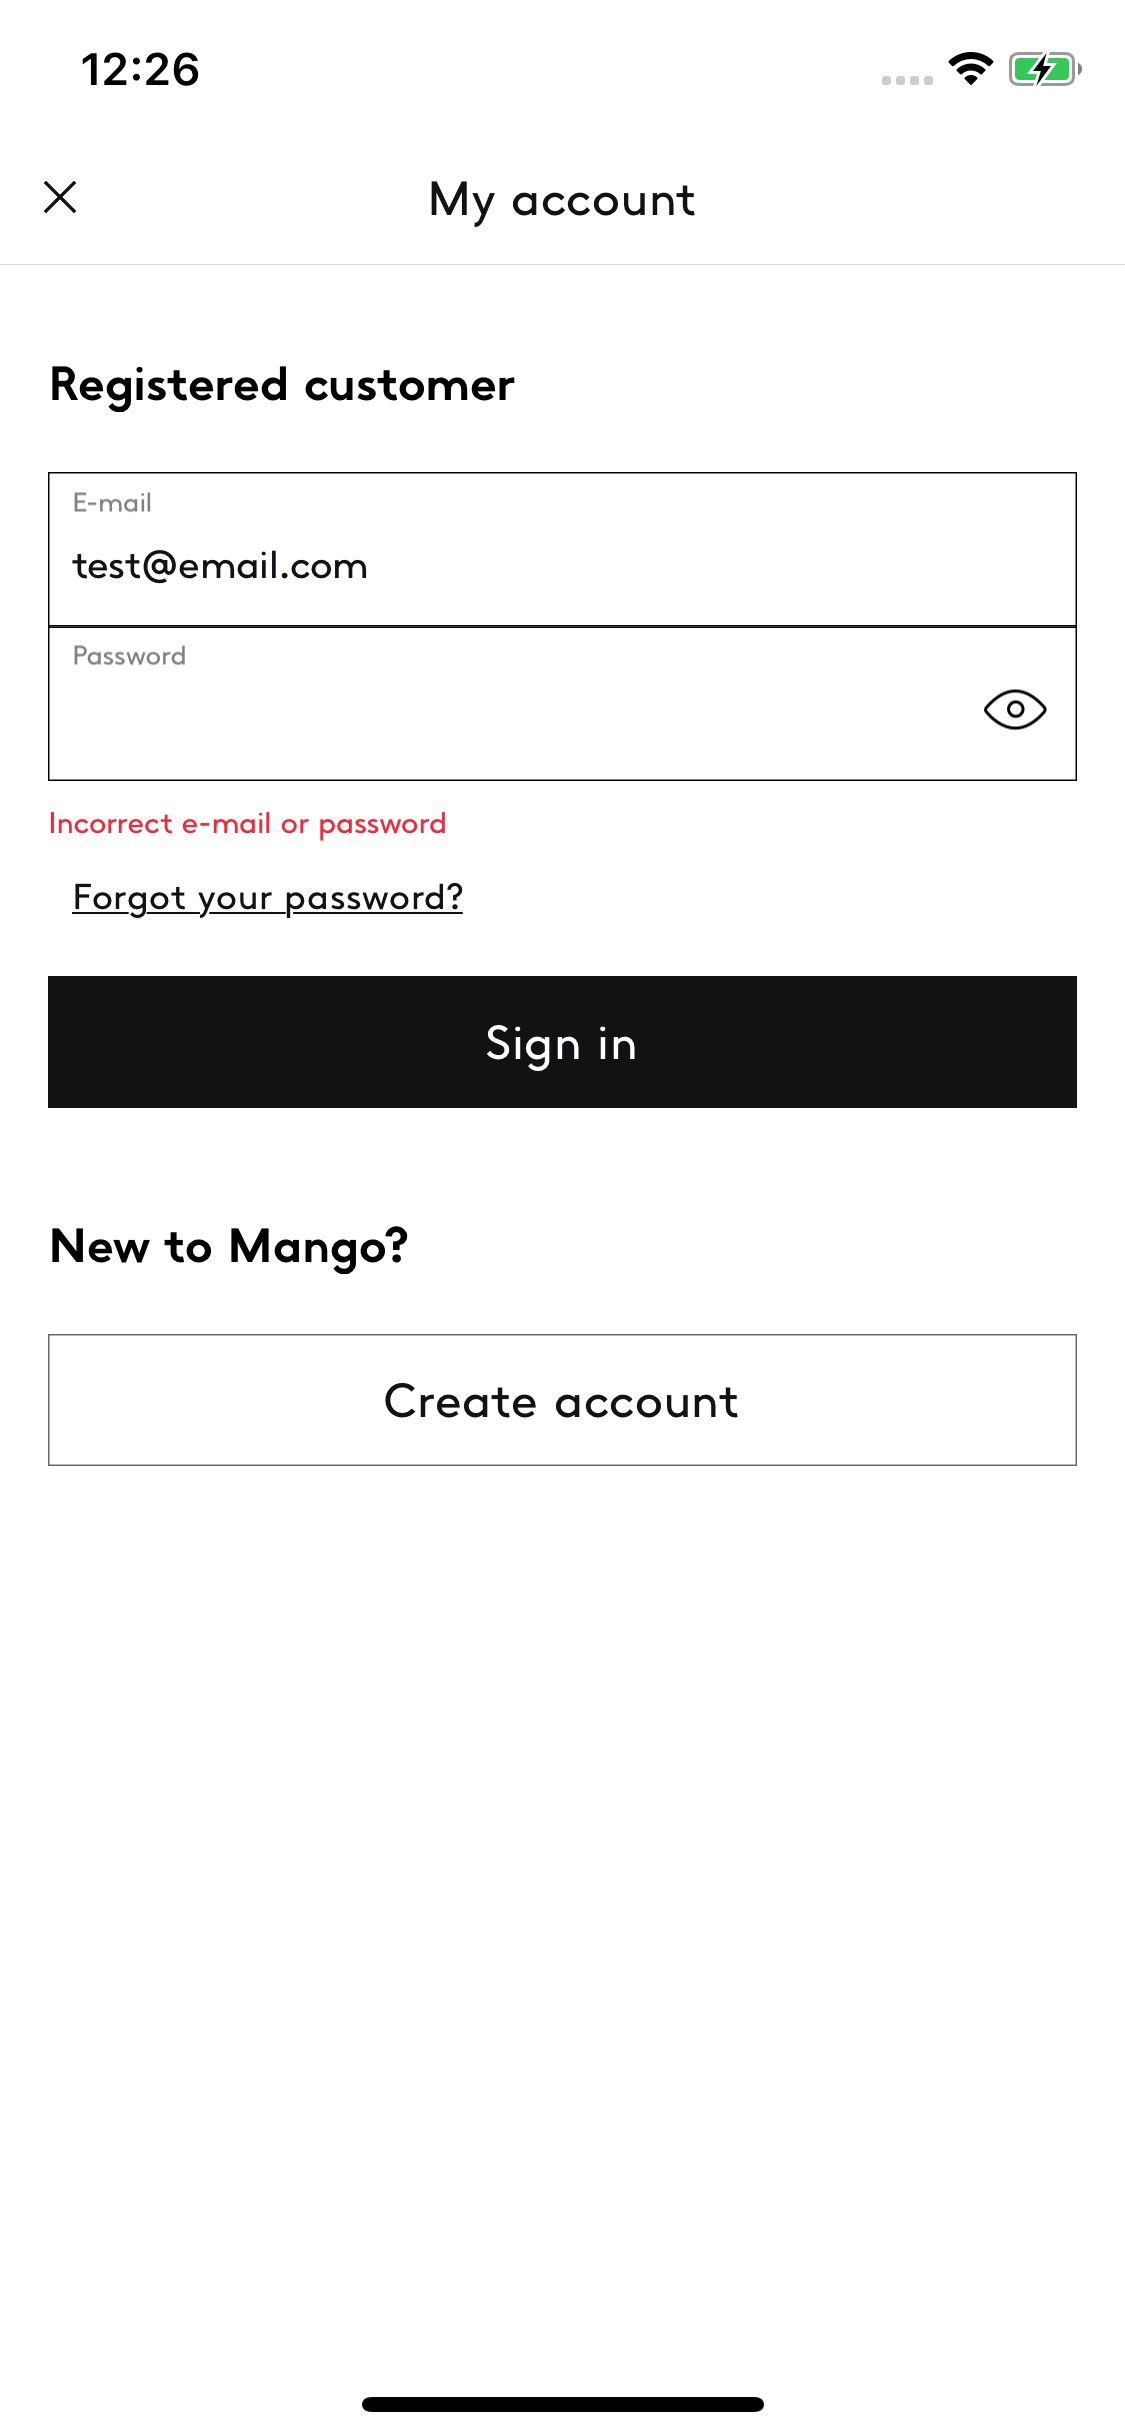 12:26
My account
Registered customer
E-mail
test@email.com
Password
Incorrect e-mail or password
Forgot your password?
Sign in
New to Mango?
Create account